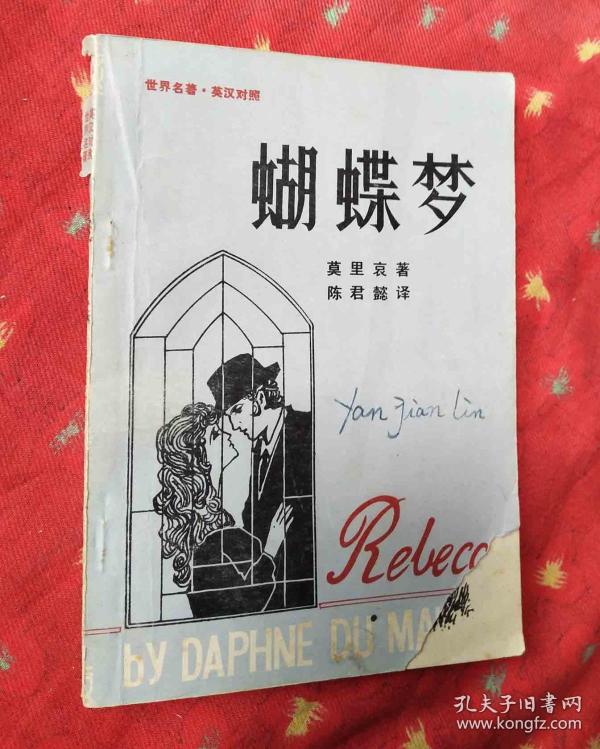 世界名著·英汉对照
蝴蝶梦
莫里哀著
陈君懿译
Yan Jian Lin
Rebecc
by DAPHNE DU MA
孔夫子旧书网
www.kongfz.com